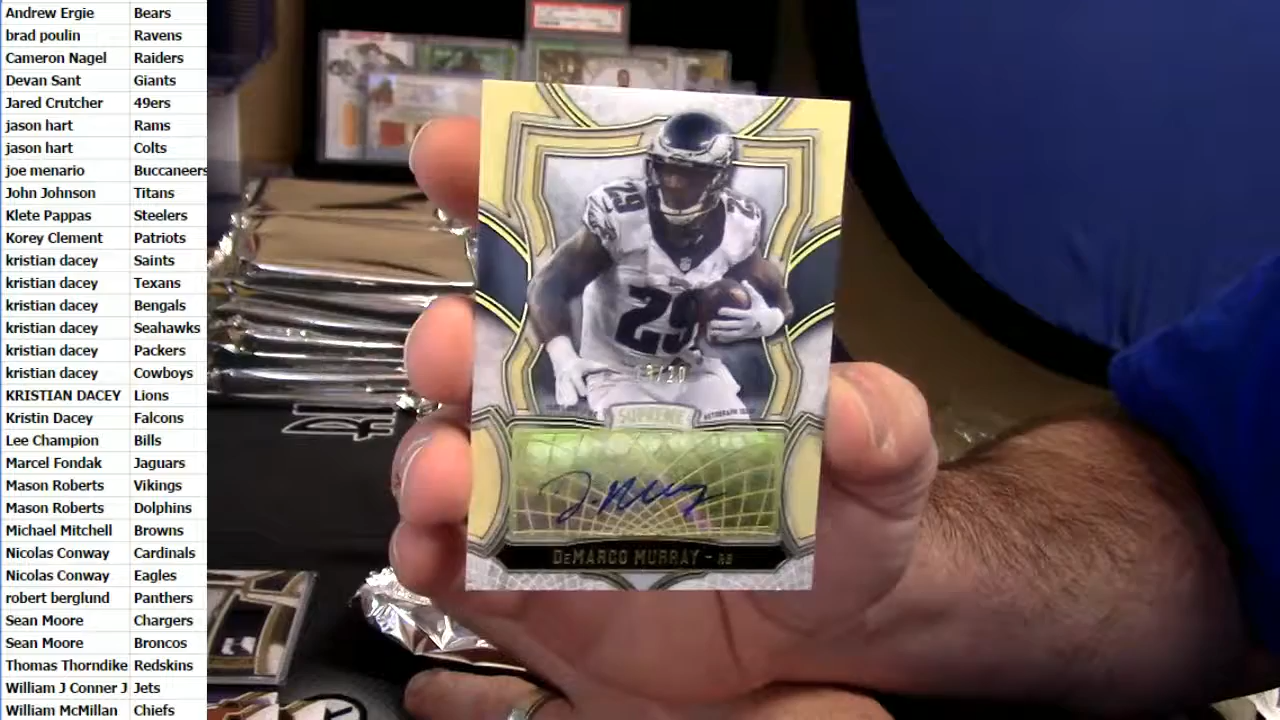 Andrew Ergie Bears
brad poulin Ravens
Cameron Nagel Raiders
Devan Sant Giants
Jared Crutcher 49ers
jason hart Rams
jason hart Colts
joe menario Buccaneers
John Johnson Titans
Klete Pappas Steelers
Korey Clement Patriots
kristian dacey Saints
kristian dacey Texans
kristian dacey Bengals
kristian dacey Seahawks
kristian dacey Packers
kristian dacey Cowboys
KRISTIAN DACEY Lions
Kristin Dacey Falcons
Lee Champion Bills
Marcel Fondak Jaguars
Mason Roberts Vikings
Mason Roberts Dolphins
Michael Mitchell Browns
Nicolas Conway Cardinals
Nicolas Conway Eagles
robert berglund Panthers
Sean Moore Chargers
Sean Moore Broncos
Thomas Thorndike Redskins
William J Conner J Jets
William McMillan Chiefs
29 29
29
SUPREME
DEMARCO MURRAY - RB